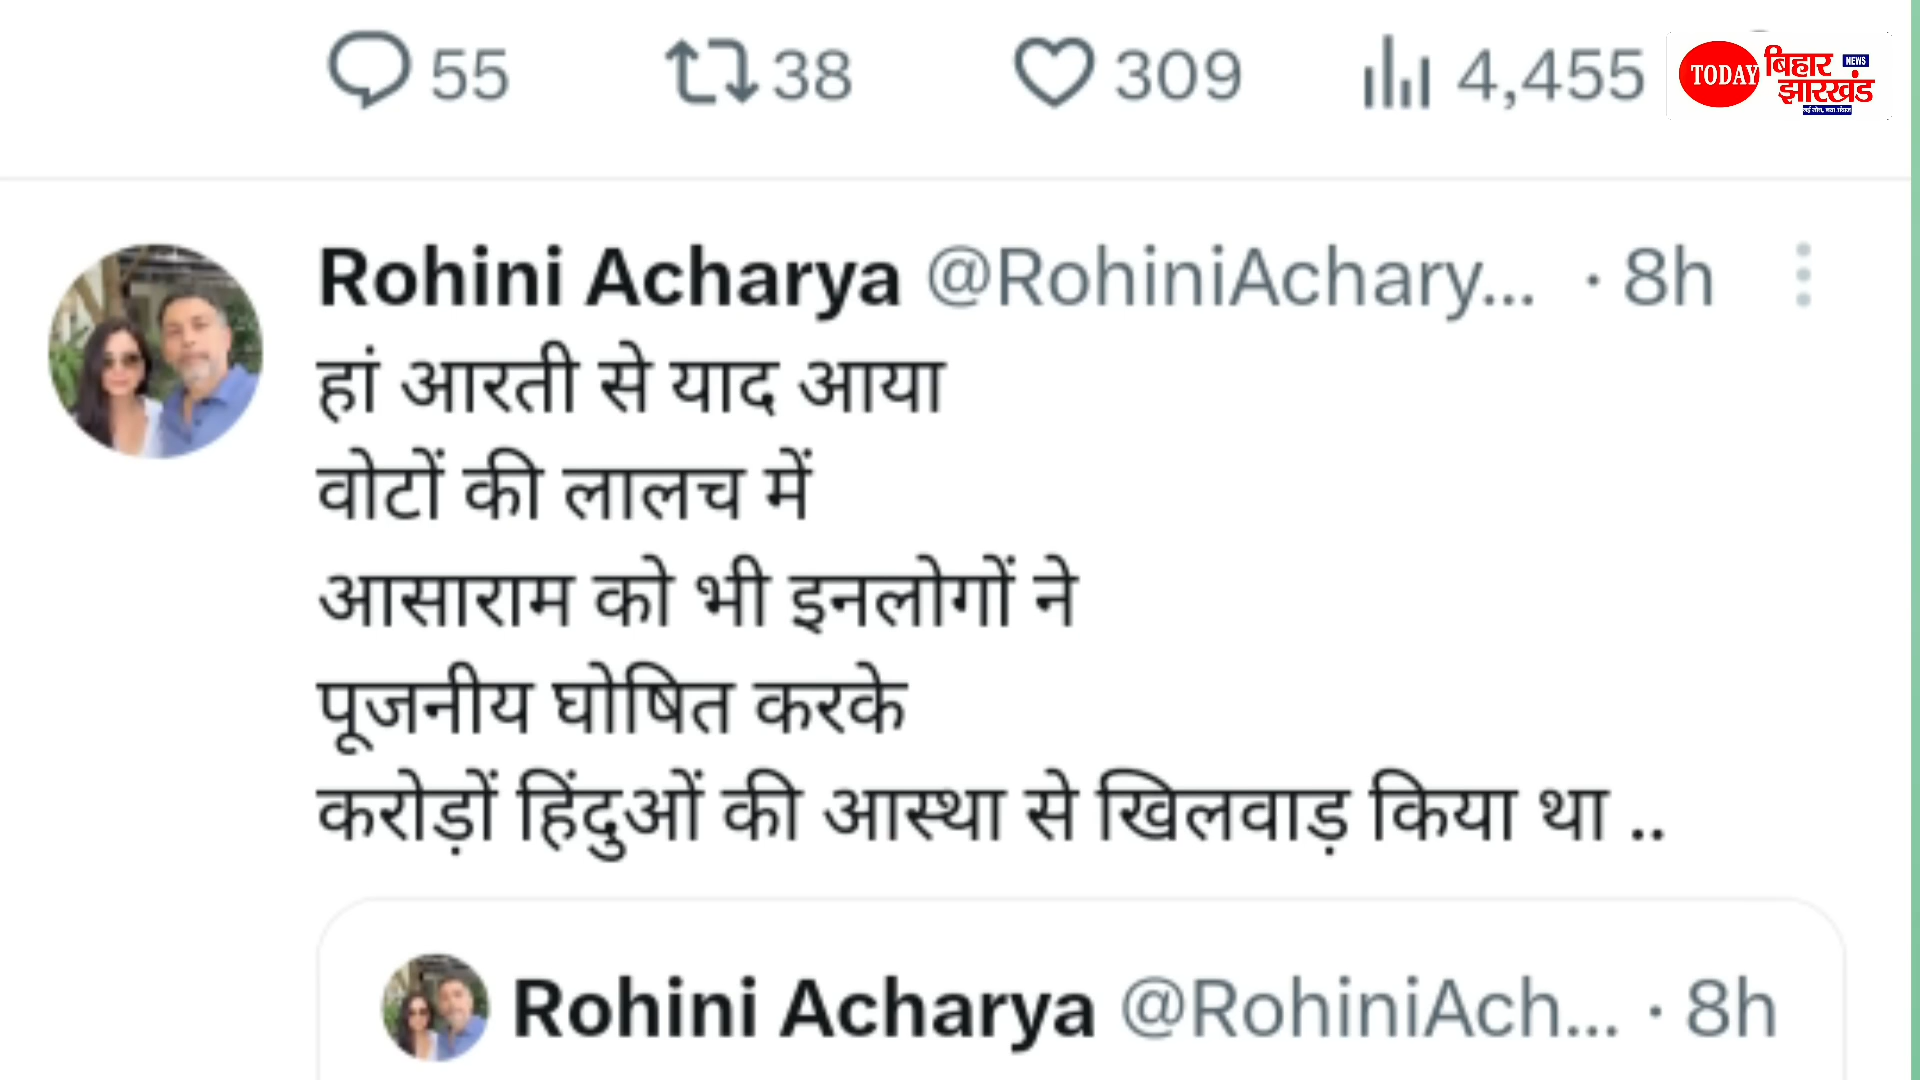 55 38 309 4,455
TODAY बिहार NEWS
झारखंड
Rohini Acharya @RohiniAchary... · 8h
हां आरती से याद आया
वोटों की लालच में
आसाराम को भी इनलोगों ने
पूजनीय घोषित करके
करोड़ों हिंदुओं की आस्था से खिलवाड़ किया था ..
Rohini Acharya @RohiniAch... · 8h